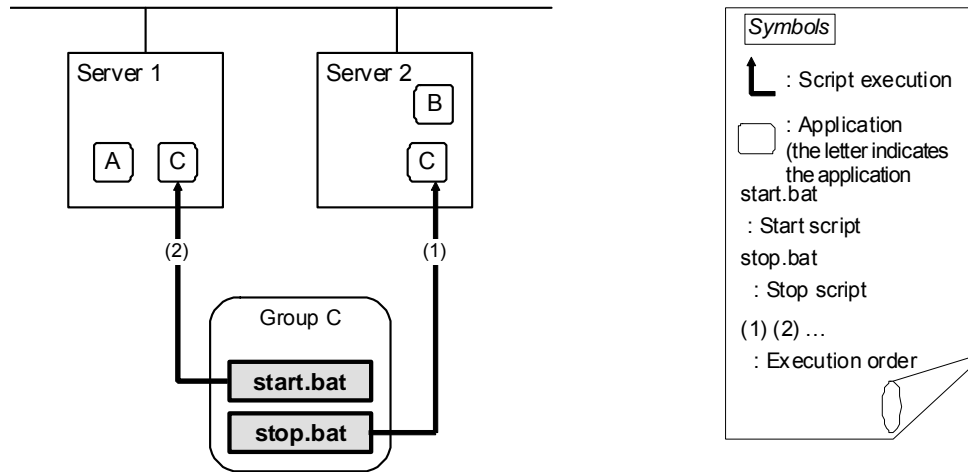 Server 1
A
C
Server 2
B
C
(2)
(1)
Group C
start.bat
stop.bat
Symbols
: Script execution
: Application
(the letter indicates
the application
start.bat
: Start script
stop.bat
: Stop script
(1) (2) …
: Execution order